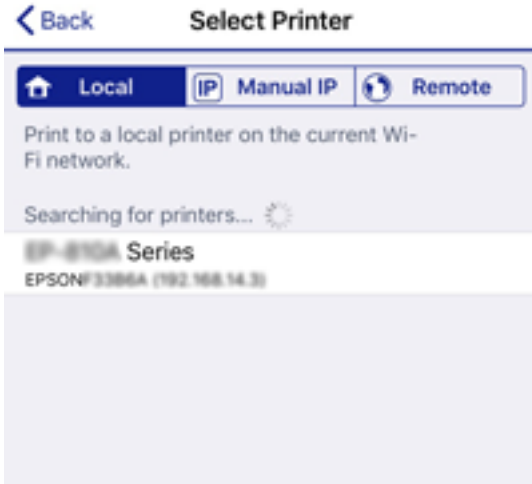 Back
Select Printer
Local
IP Manual IP
Remote
Print to a local printer on the current Wi-
Fi network.
Searching for printers...
Series
EPSON